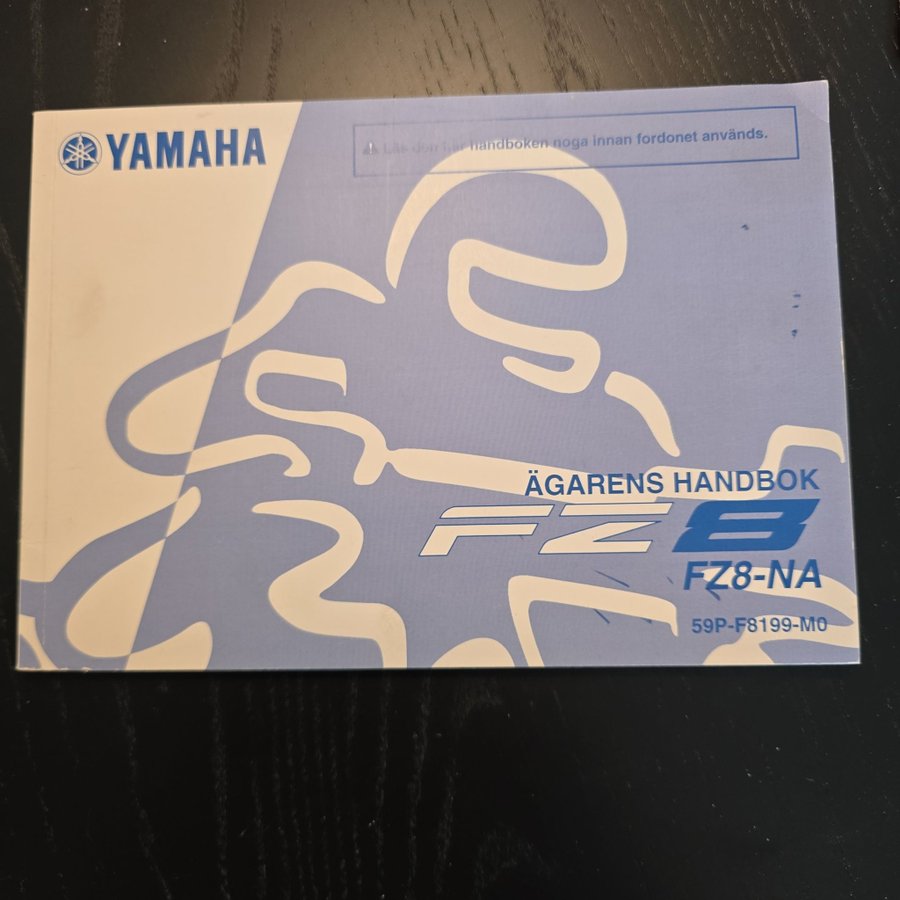 YAMAHA
⚠ Läs den här handboken noga innan fordonet används.
ÄGARENS HANDBOK
FZ8
FZ8-NA
59P-F8199-M0